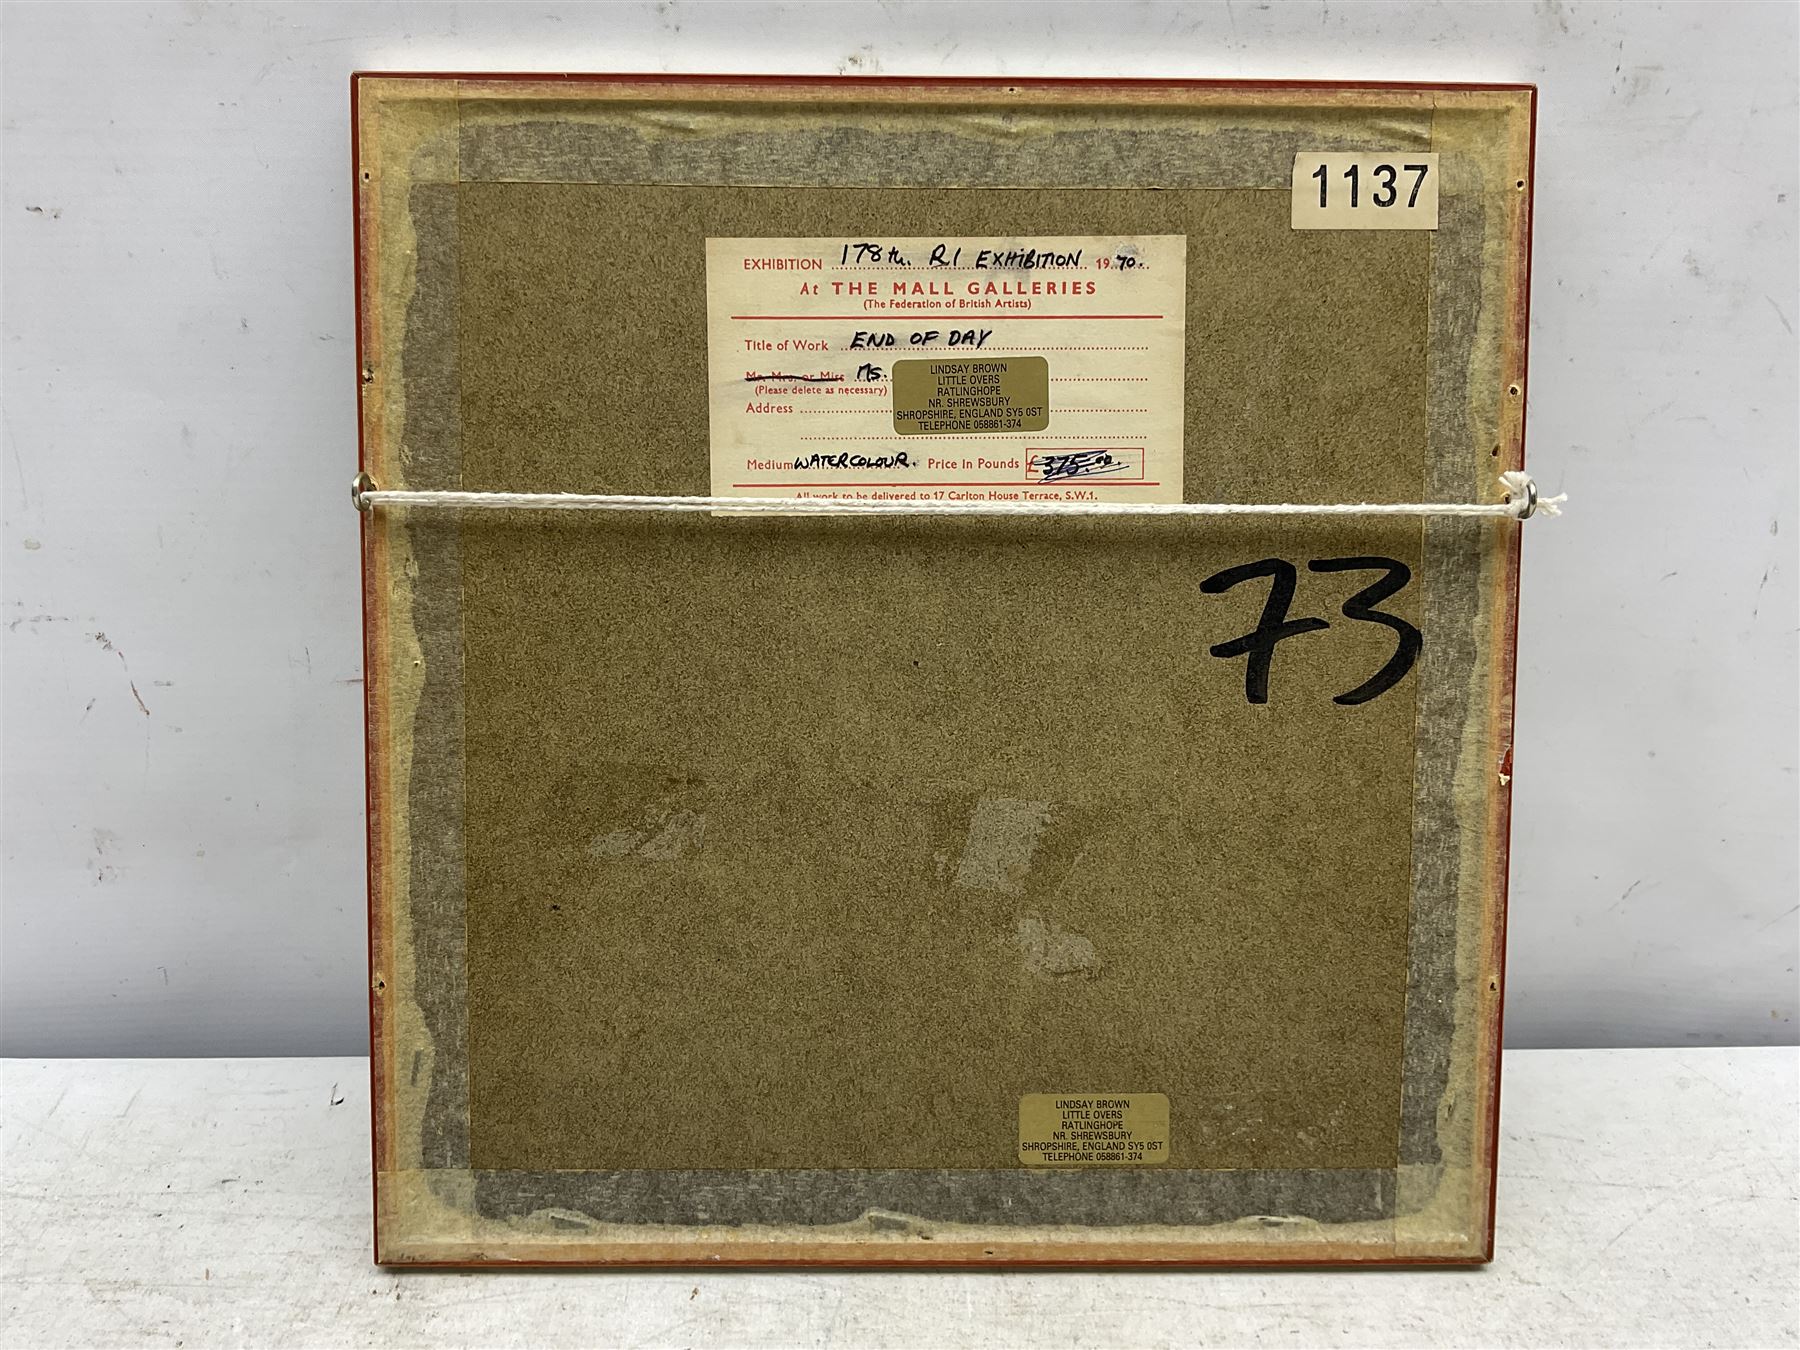 1137
EXHIBITION 178th. RI EXHIBITION 1970.
At THE MALL GALLERIES
(The Federation of British Artists)
Title of Work END OF DAY
Mr, Mrs, or Miss Ms.
(Please delete as necessary)
Address
LINDSAY BROWN
LITTLE OVERS
RATLINGHOPE
NR. SHREWSBURY
SHROPSHIRE, ENGLAND SY5 0ST
TELEPHONE 058861-374
Medium WATERCOLOUR. Price in Pounds £375.00.
All work to be delivered to 17 Carlton House Terrace, S.W.1.
73
LINDSAY BROWN
LITTLE OVERS
RATLINGHOPE
NR. SHREWSBURY
SHROPSHIRE, ENGLAND SY5 0ST
TELEPHONE 058861-374